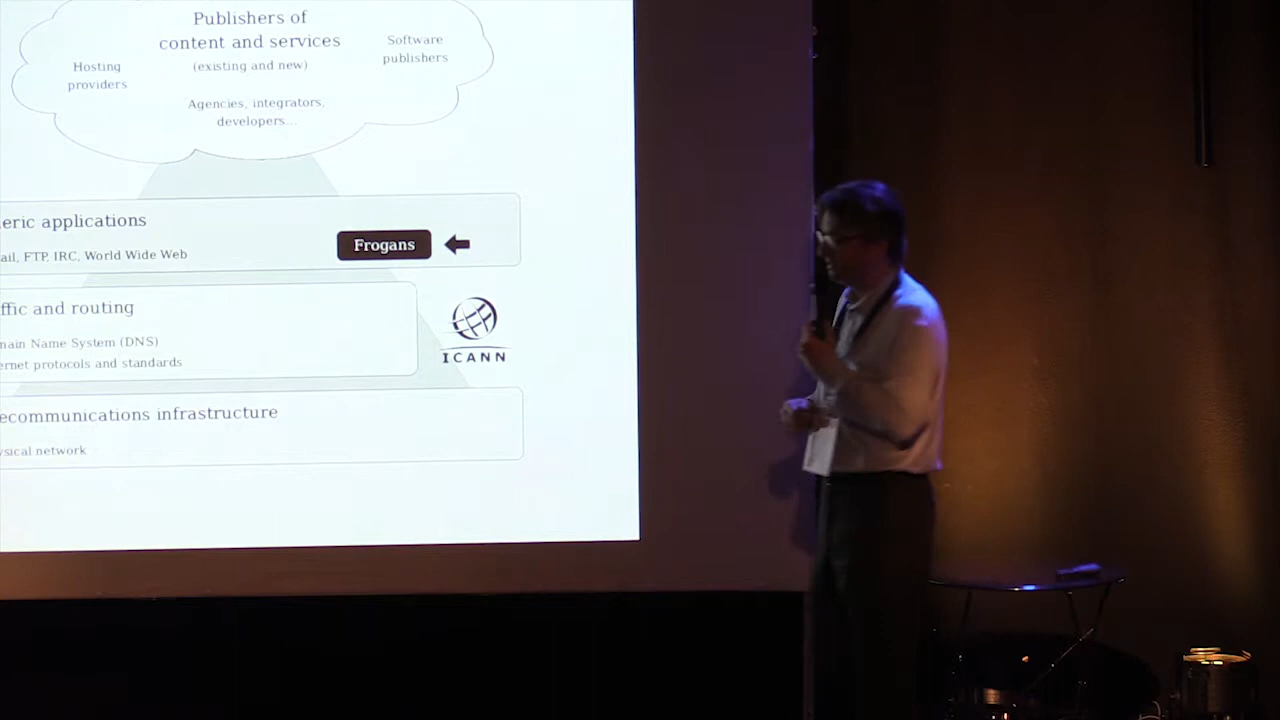 Publishers of
content and services
(existing and new)
Hosting
providers
Software
publishers
Agencies, integrators,
developers...
eric applications
ail, FTP, IRC, World Wide Web
Frogans
ffic and routing
main Name System (DNS)
ernet protocols and standards
ICANN
ecommunications infrastructure
ysical network